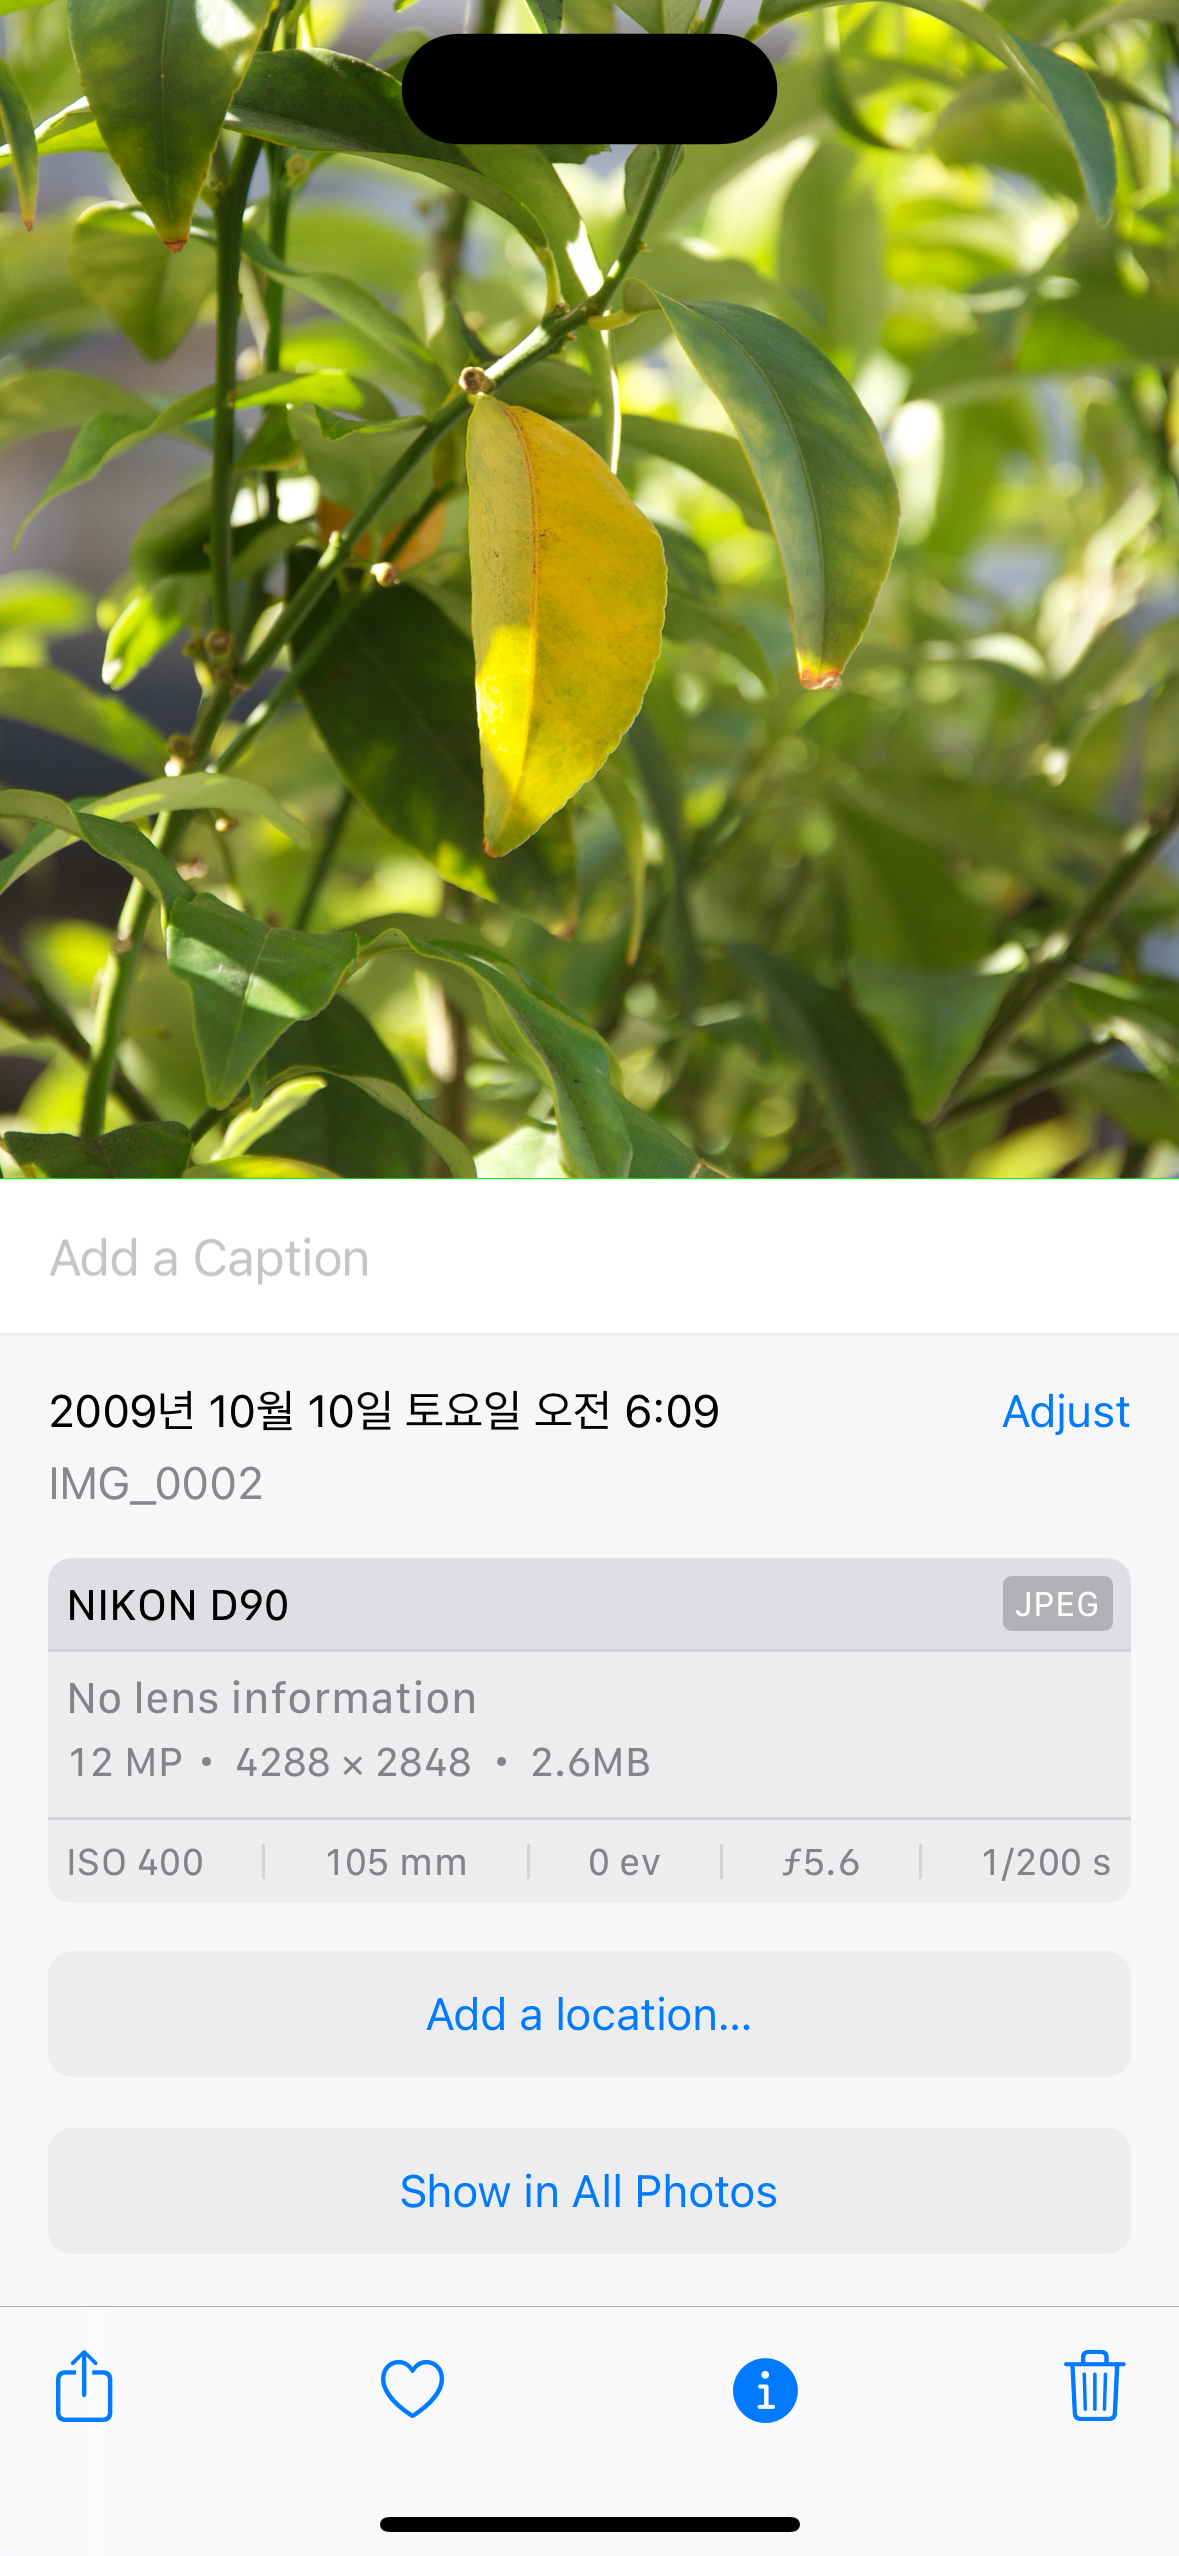 Add a Caption
2009년 10월 10일 토요일 오전 6:09
Adjust
IMG_0002
NIKON D90
JPEG
No lens information
12 MP • 4288 × 2848 • 2.6MB
ISO 400
105 mm
0 ev
ƒ5.6
1/200 s
Add a location...
Show in All Photos